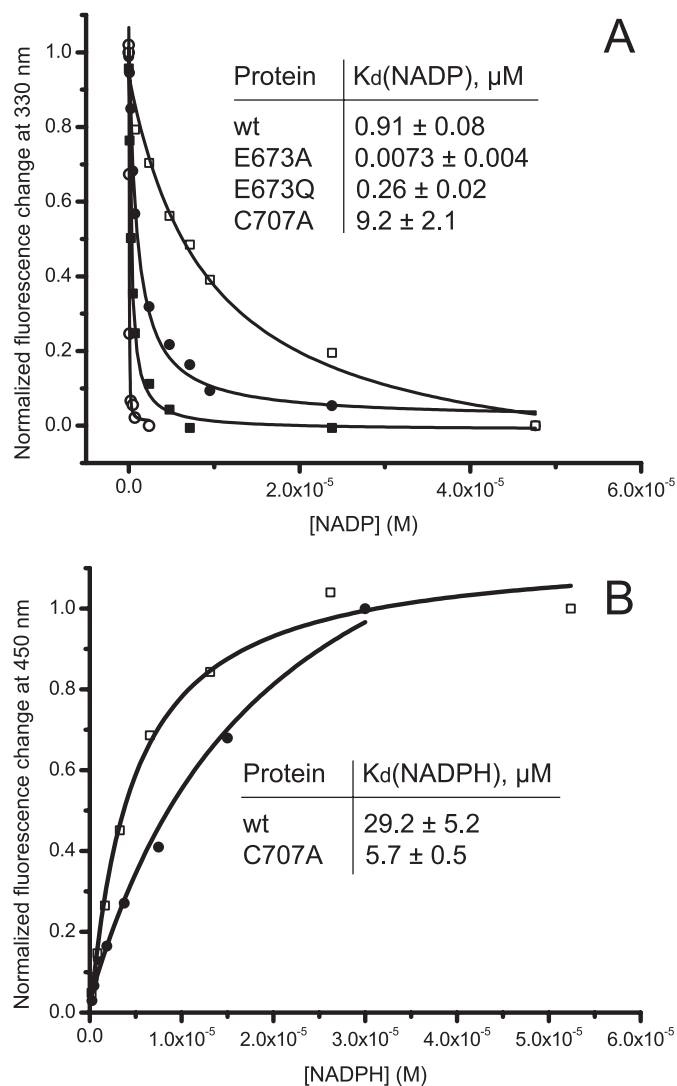 A
Normalized fluorescence change at 330 nm
1.0
0.8
0.6
0.4
0.2
0.0
Protein Kd(NADP), µM
wt 0.91 ± 0.08
E673A 0.0073 ± 0.004
E673Q 0.26 ± 0.02
C707A 9.2 ± 2.1
0.0 2.0x10-5 4.0x10-5 6.0x10-5
[NADP] (M)
B
Normalized fluorescence change at 450 nm
1.0
0.8
0.6
0.4
0.2
0.0
Protein Kd(NADPH), µM
wt 29.2 ± 5.2
C707A 5.7 ± 0.5
0.0 1.0x10-5 2.0x10-5 3.0x10-5 4.0x10-5 5.0x10-5 6.0x10-5
[NADPH] (M)